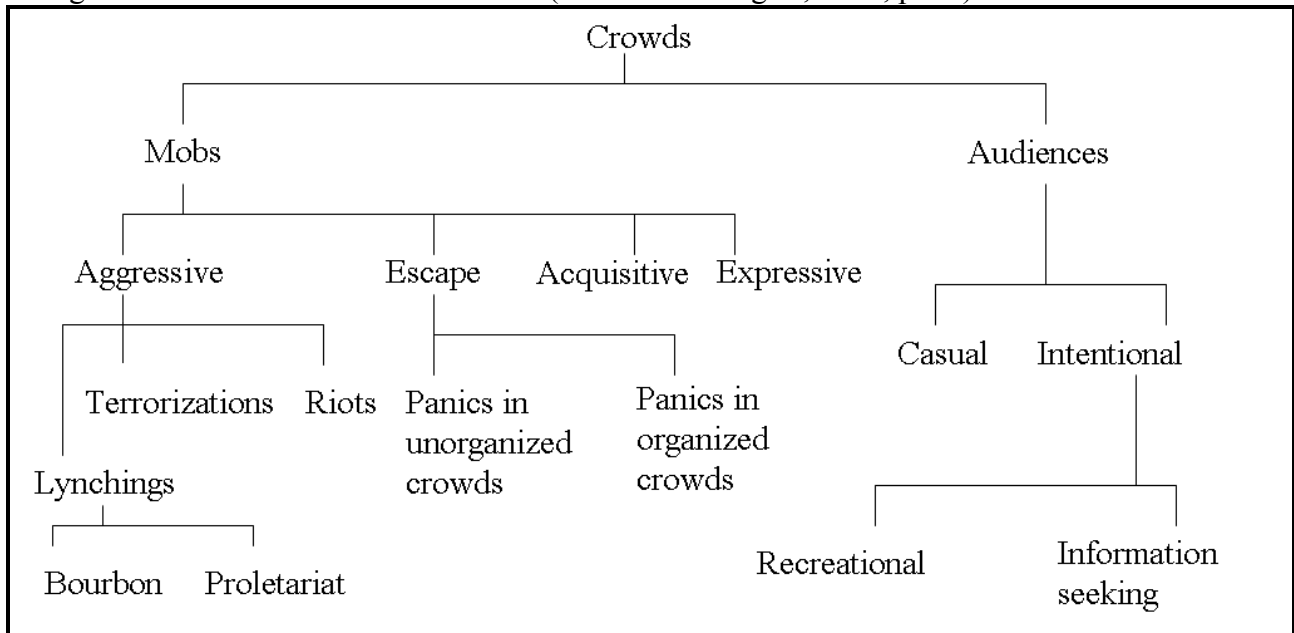 Crowds
Mobs
Audiences
Aggressive
Escape
Acquisitive
Expressive
Casual
Intentional
Terrorizations
Riots
Panics in
unorganized
crowds
Panics in
organized
crowds
Lynchings
Bourbon
Proletariat
Recreational
Information
seeking